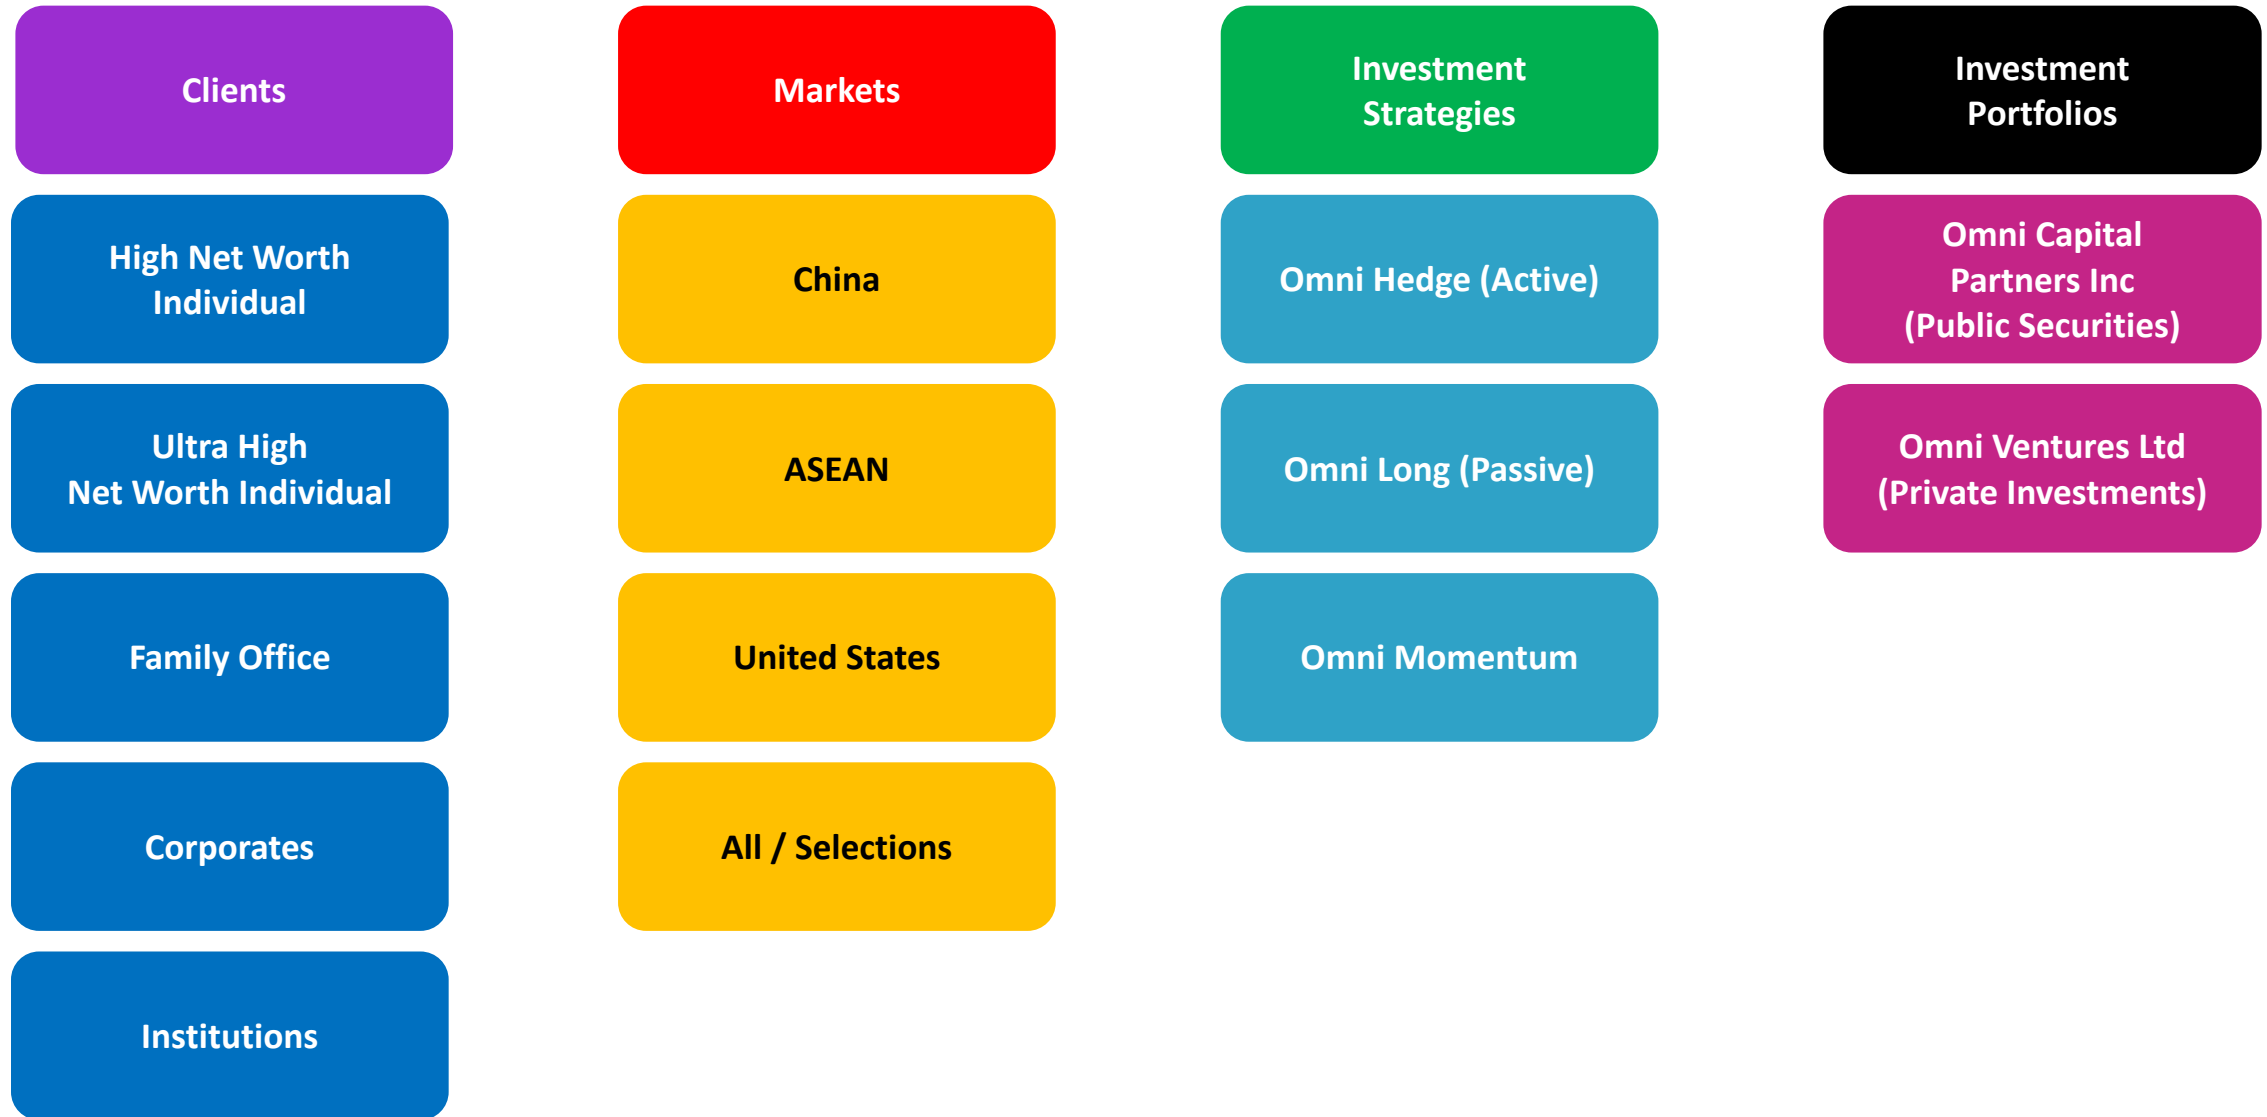 Clients
High Net Worth
Individual
Ultra High
Net Worth Individual
Family Office
Corporates
Institutions
Markets
China
ASEAN
United States
All / Selections
Investment
Strategies
Omni Hedge (Active)
Omni Long (Passive)
Omni Momentum
Investment
Portfolios
Omni Capital
Partners Inc
(Public Securities)
Omni Ventures Ltd
(Private Investments)